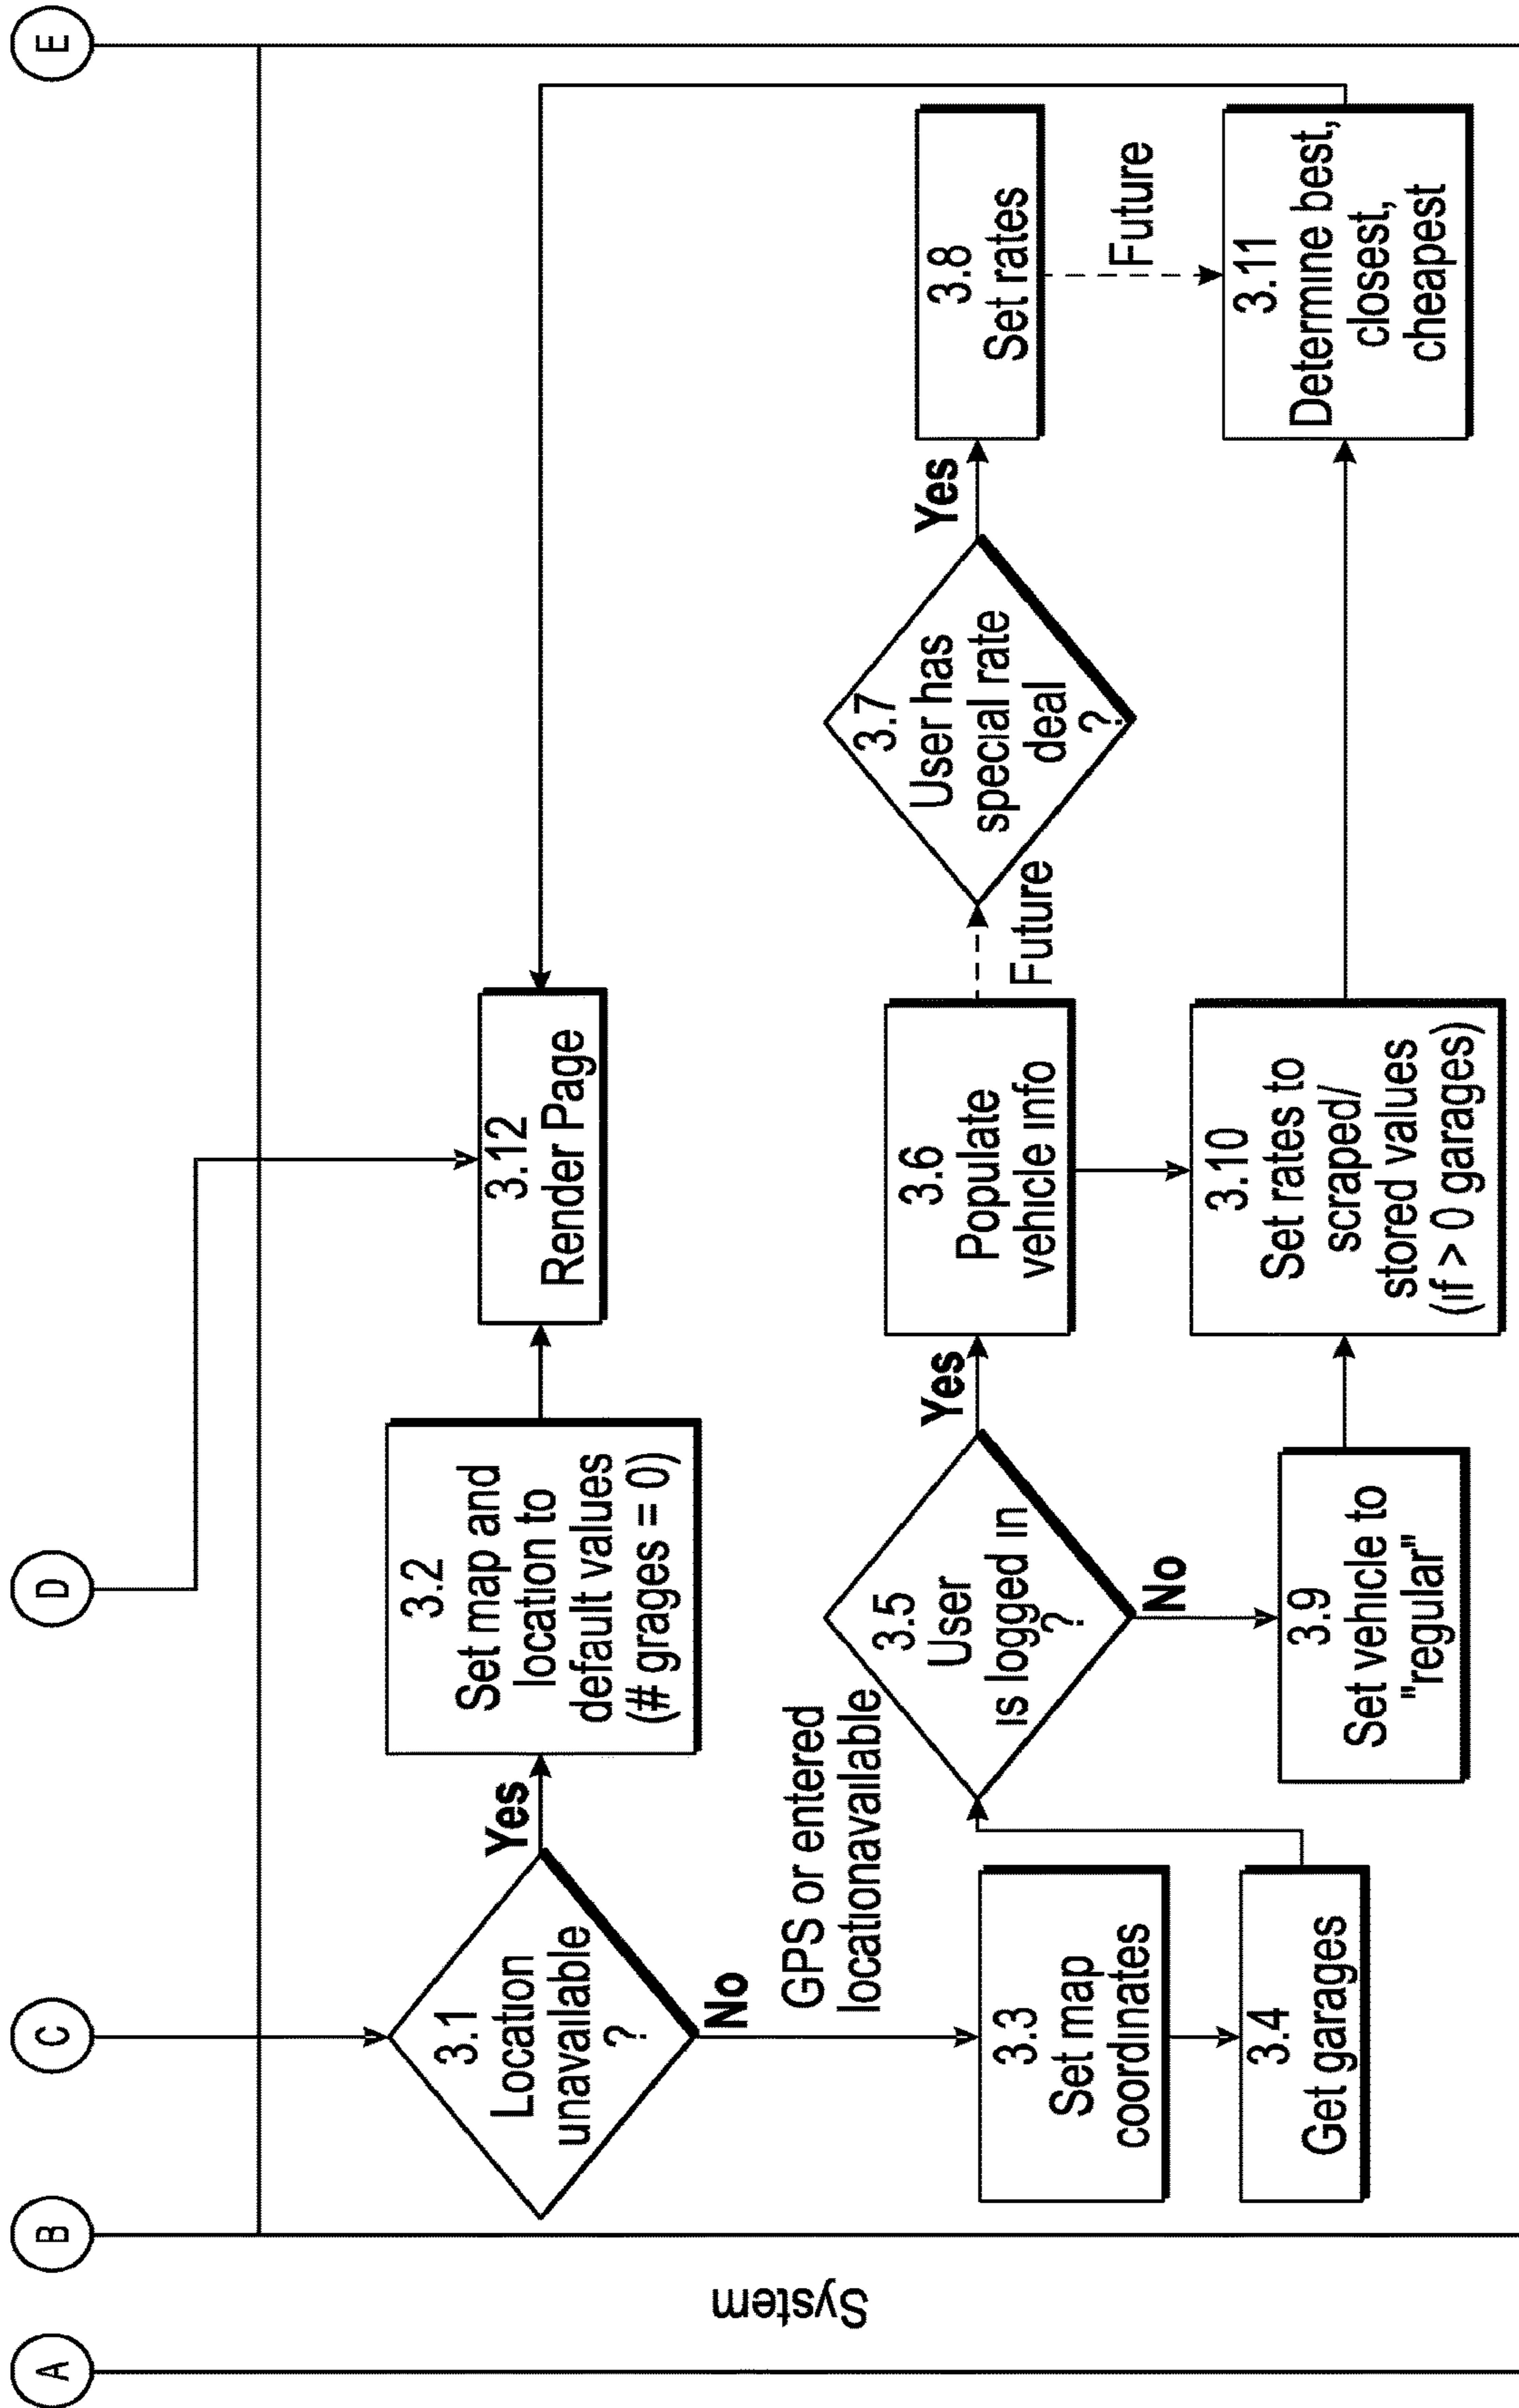 A
B
C
D
E
System
3.1
Location
unavailable
?
Yes
No
3.2
Set map and
location to
default values
(# grages = 0)
3.12
Render Page
GPS or entered
locationavailable
3.3
Set map
coordinates
3.4
Get garages
3.5
User
is logged in
?
Yes
No
3.6
Populate
vehicle info
Future
3.7
User has
special rate
deal
?
Yes
3.8
Set rates
Future
3.9
Set vehicle to
"regular"
3.10
Set rates to
scraped/
stored values
(if > 0 garages)
3.11
Determine best,
closest,
cheapest